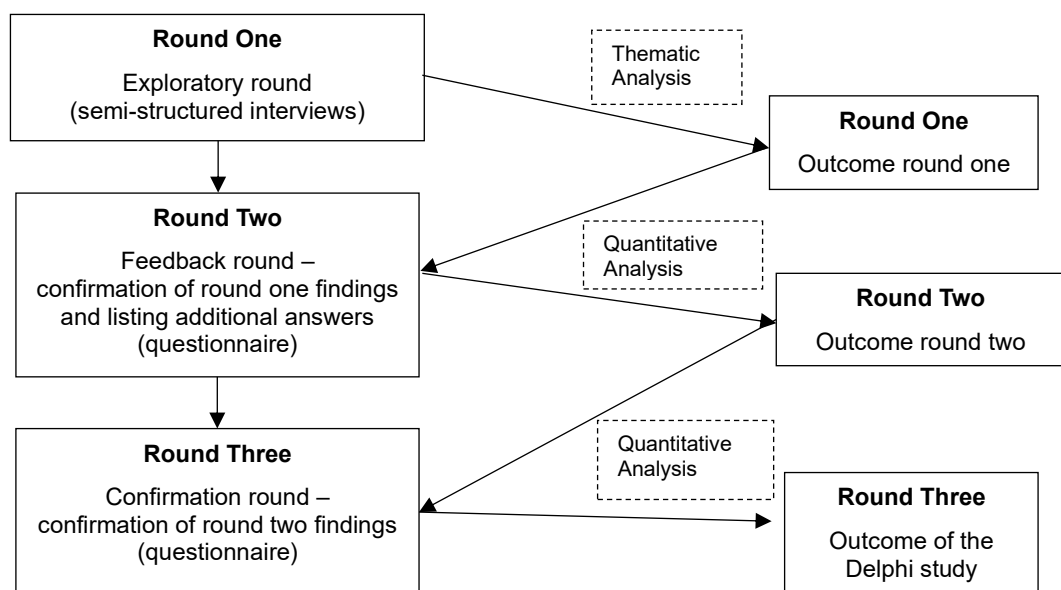 Round One
Exploratory round
(semi-structured interviews)
Thematic
Analysis
Round One
Outcome round one
Round Two
Feedback round –
confirmation of round one findings
and listing additional answers
(questionnaire)
Quantitative
Analysis
Round Two
Outcome round two
Round Three
Confirmation round –
confirmation of round two findings
(questionnaire)
Quantitative
Analysis
Round Three
Outcome of the
Delphi study